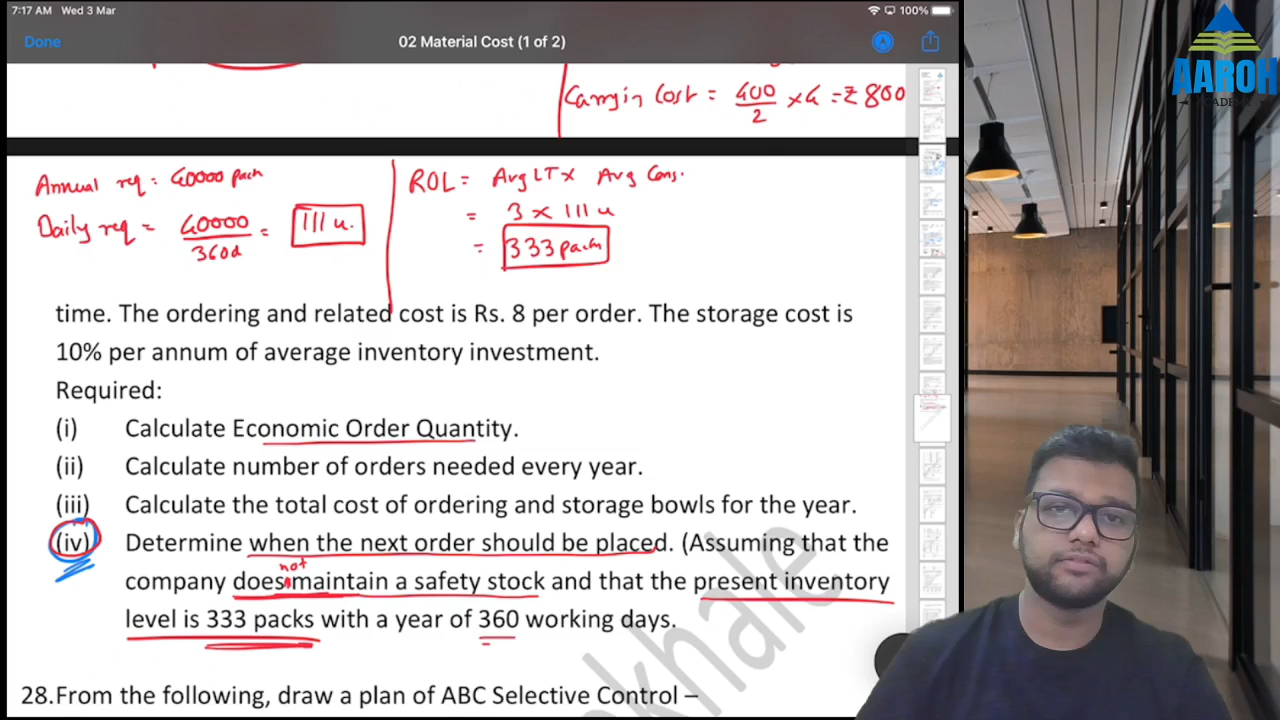 7:17 AM Wed 3 Mar
100%
Done
02 Material Cost (1 of 2)
AAROH
Carryin Cost = 400/2 × 4 = ₹ 800
Annual req = 40000 pack
Daily req = 40000/360d = 111 u.
ROL = Avg LT × Avg Cons.
= 3 × 111 u
= 333 packs
time. The ordering and related cost is Rs. 8 per order. The storage cost is
10% per annum of average inventory investment.
Required:
(i) Calculate Economic Order Quantity.
(ii) Calculate number of orders needed every year.
(iii) Calculate the total cost of ordering and storage bowls for the year.
(iv) Determine when the next order should be placed. (Assuming that the
not
company does maintain a safety stock and that the present inventory
level is 333 packs with a year of 360 working days.
28.From the following, draw a plan of ABC Selective Control –